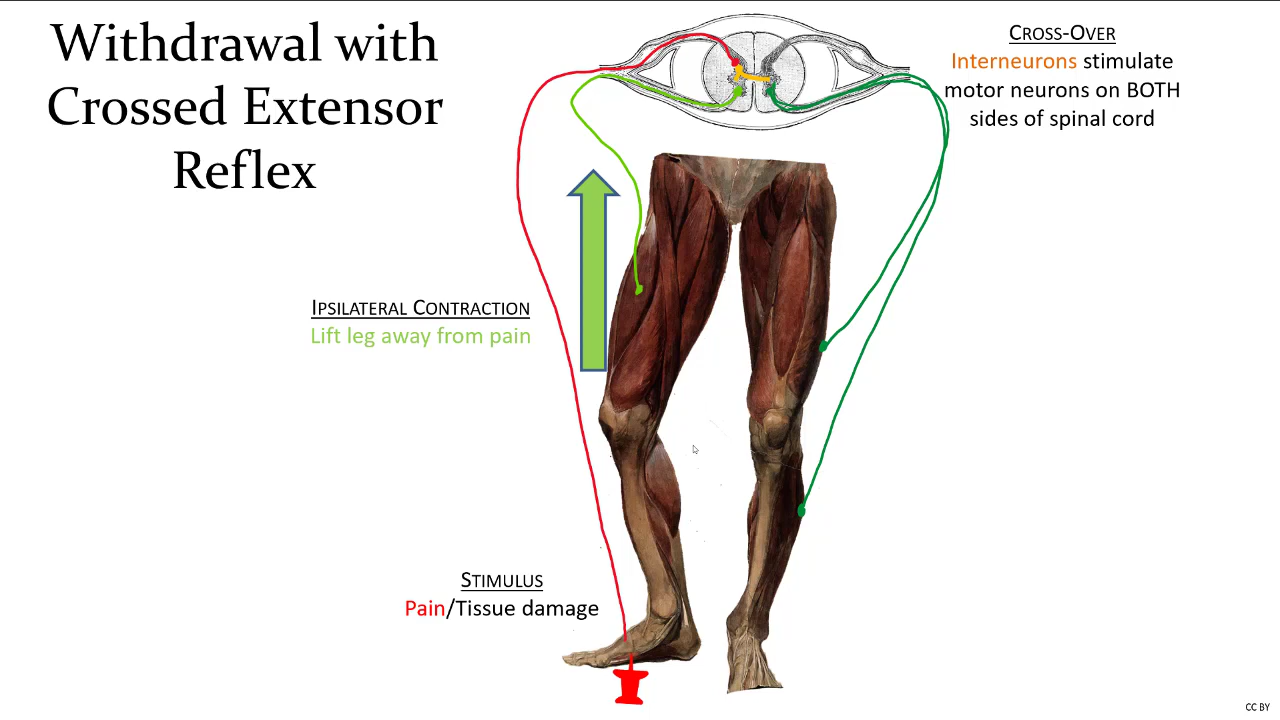 Withdrawal with
Crossed Extensor
Reflex
CROSS-OVER
Interneurons stimulate
motor neurons on BOTH
sides of spinal cord
IPSILATERAL CONTRACTION
Lift leg away from pain
STIMULUS
Pain/Tissue damage
CC BY